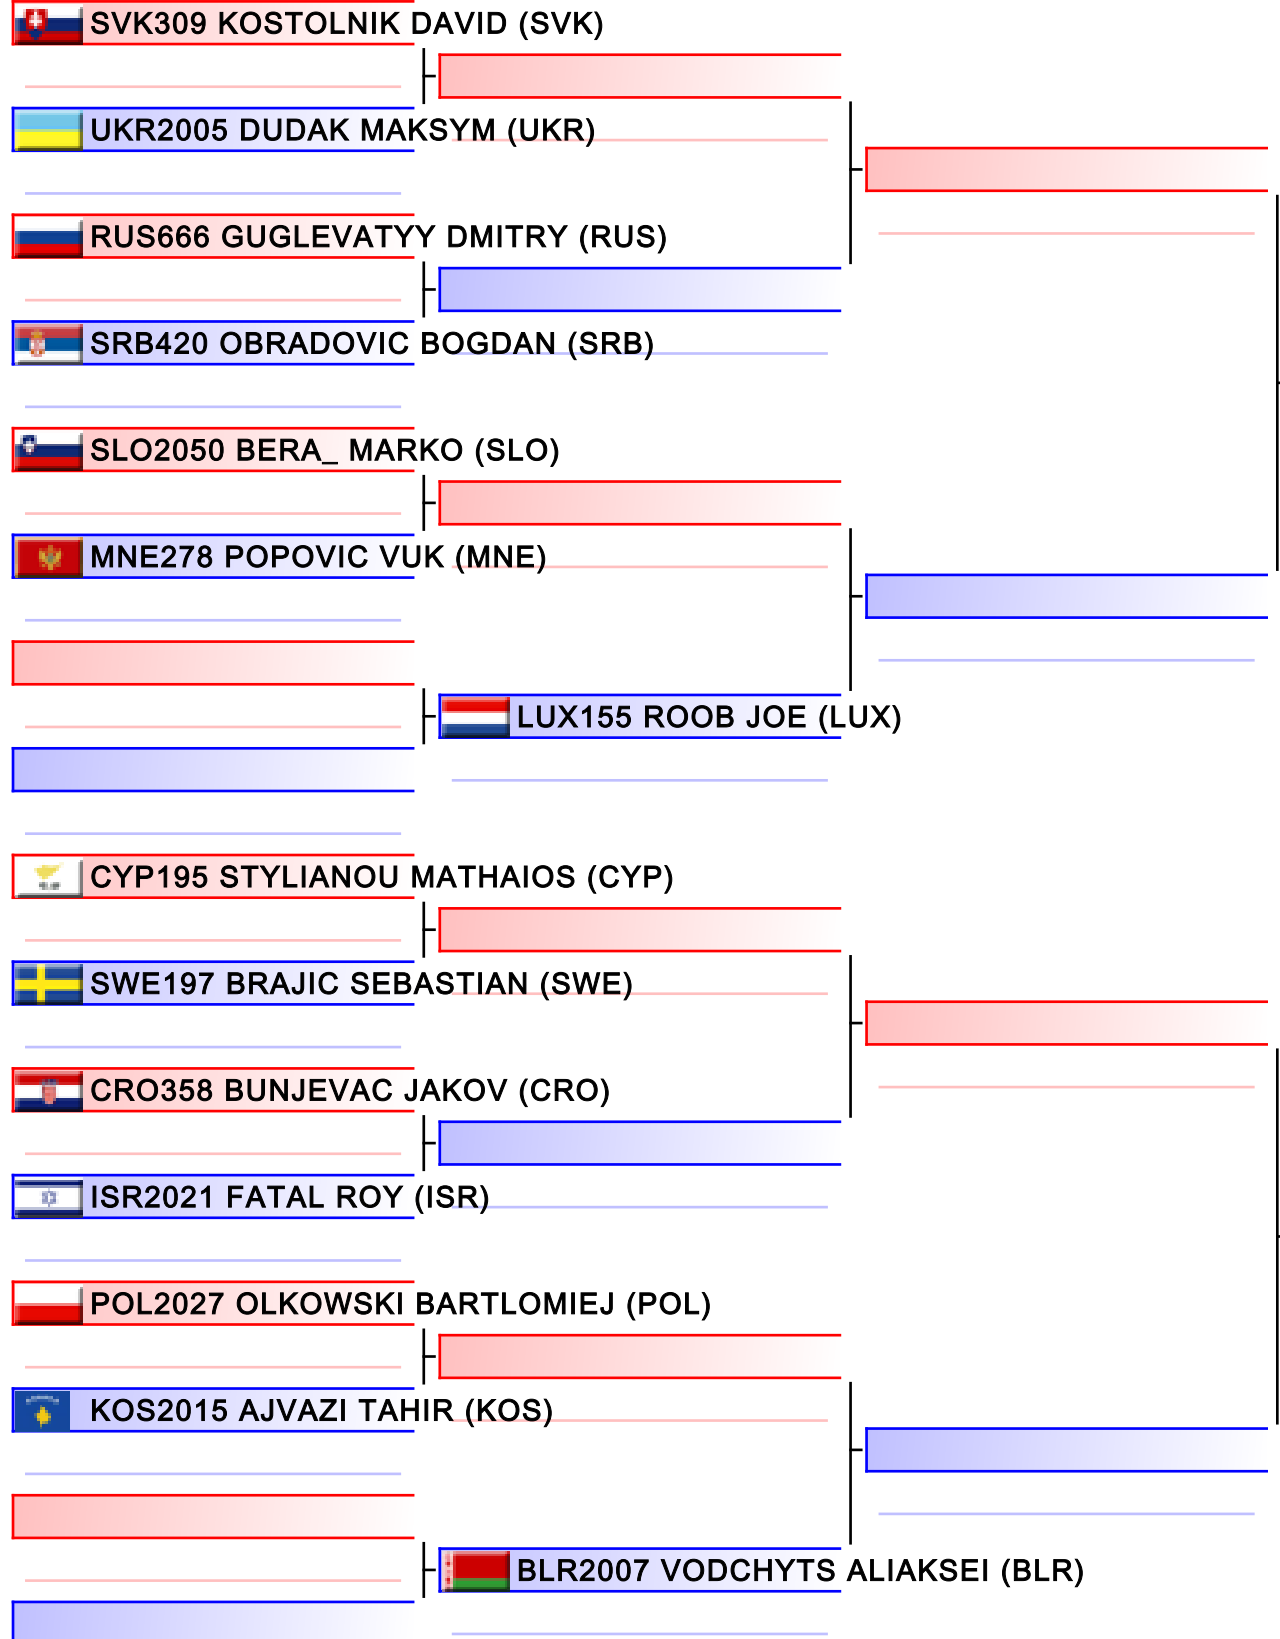 SVK309 KOSTOLNIK DAVID (SVK)
UKR2005 DUDAK MAKSYM (UKR)
RUS666 GUGLEVATYY DMITRY (RUS)
SRB420 OBRADOVIC BOGDAN (SRB)
SLO2050 BERA_ MARKO (SLO)
MNE278 POPOVIC VUK (MNE)
LUX155 ROOB JOE (LUX)
CYP195 STYLIANOU MATHAIOS (CYP)
SWE197 BRAJIC SEBASTIAN (SWE)
CRO358 BUNJEVAC JAKOV (CRO)
ISR2021 FATAL ROY (ISR)
POL2027 OLKOWSKI BARTLOMIEJ (POL)
KOS2015 AJVAZI TAHIR (KOS)
BLR2007 VODCHYTS ALIAKSEI (BLR)